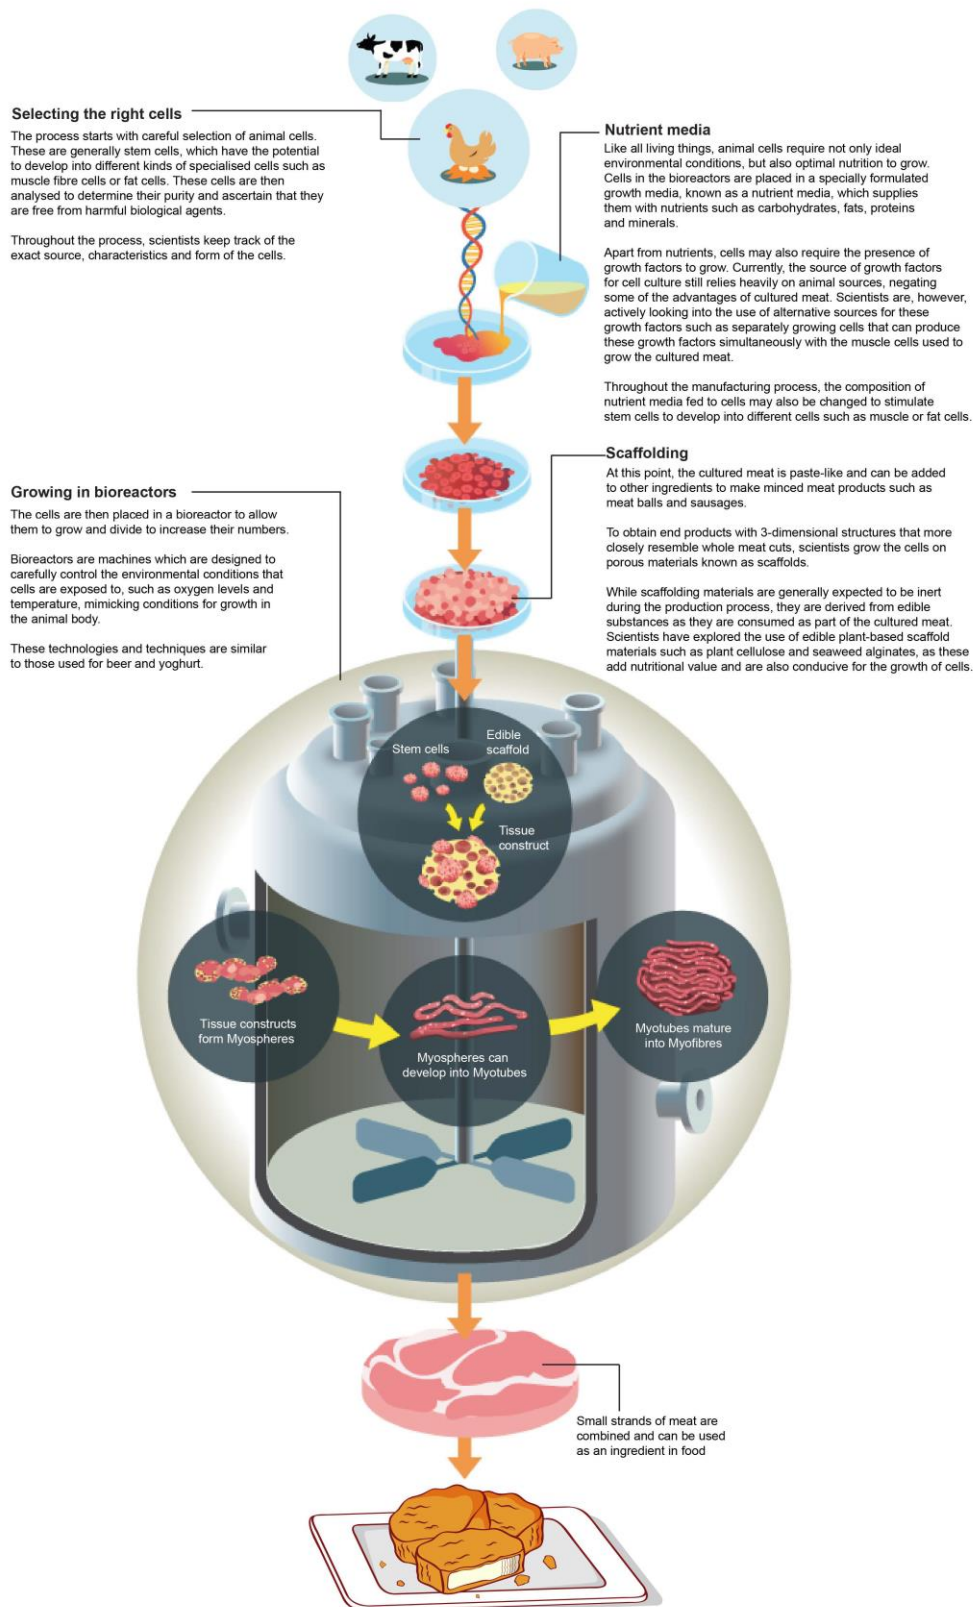 Selecting the right cells
The process starts with careful selection of animal cells.
These are generally stem cells, which have the potential
to develop into different kinds of specialised cells such as
muscle fibre cells or fat cells. These cells are then
analysed to determine their purity and ascertain that they
are free from harmful biological agents.
Throughout the process, scientists keep track of the
exact source, characteristics and form of the cells.
Nutrient media
Like all living things, animal cells require not only ideal
environmental conditions, but also optimal nutrition to grow.
Cells in the bioreactors are placed in a specially formulated
growth media, known as a nutrient media, which supplies
them with nutrients such as carbohydrates, fats, proteins
and minerals.
Apart from nutrients, cells may also require the presence of
growth factors to grow. Currently, the source of growth factors
for cell culture still relies heavily on animal sources, negating
some of the advantages of cultured meat. Scientists are, however,
actively looking into the use of alternative sources for these
growth factors such as separately growing cells that can produce
these growth factors simultaneously with the muscle cells used to
grow the cultured meat.
Throughout the manufacturing process, the composition of
nutrient media fed to cells may also be changed to stimulate
stem cells to develop into different cells such as muscle or fat cells.
Scaffolding
At this point, the cultured meat is paste-like and can be added
to other ingredients to make minced meat products such as
meat balls and sausages.
To obtain end products with 3-dimensional structures that more
closely resemble whole meat cuts, scientists grow the cells on
porous materials known as scaffolds.
While scaffolding materials are generally expected to be inert
during the production process, they are derived from edible
substances as they are consumed as part of the cultured meat.
Scientists have explored the use of edible plant-based scaffold
materials such as plant cellulose and seaweed alginates, as these
add nutritional value and are also conducive for the growth of cells.
Growing in bioreactors
The cells are then placed in a bioreactor to allow
them to grow and divide to increase their numbers.
Bioreactors are machines which are designed to
carefully control the environmental conditions that
cells are exposed to, such as oxygen levels and
temperature, mimicking conditions for growth in
the animal body.
These technologies and techniques are similar
to those used for beer and yoghurt.
Stem cells
Edible
scaffold
Tissue
construct
Tissue constructs
form Myospheres
Myospheres can
develop into Myotubes
Myotubes mature
into Myofibres
Small strands of meat are
combined and can be used
as an ingredient in food